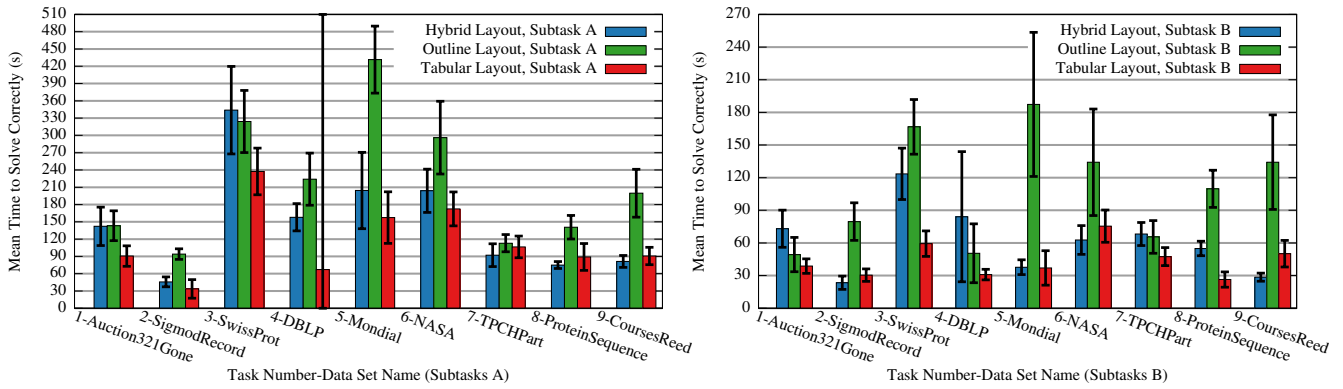 Mean Time to Solve Correctly (s)
510
480
450
420
390
360
330
300
270
240
210
180
150
120
90
60
30
0
Hybrid Layout, Subtask A
Outline Layout, Subtask A
Tabular Layout, Subtask A
1-Auction321Gone
2-SigmodRecord
3-SwissProt
4-DBLP
5-Mondial
6-NASA
7-TPCHPart
8-ProteinSequence
9-CoursesReed
Task Number-Data Set Name (Subtasks A)
Mean Time to Solve Correctly (s)
270
240
210
180
150
120
90
60
30
0
Hybrid Layout, Subtask B
Outline Layout, Subtask B
Tabular Layout, Subtask B
1-Auction321Gone
2-SigmodRecord
3-SwissProt
4-DBLP
5-Mondial
6-NASA
7-TPCHPart
8-ProteinSequence
9-CoursesReed
Task Number-Data Set Name (Subtasks B)